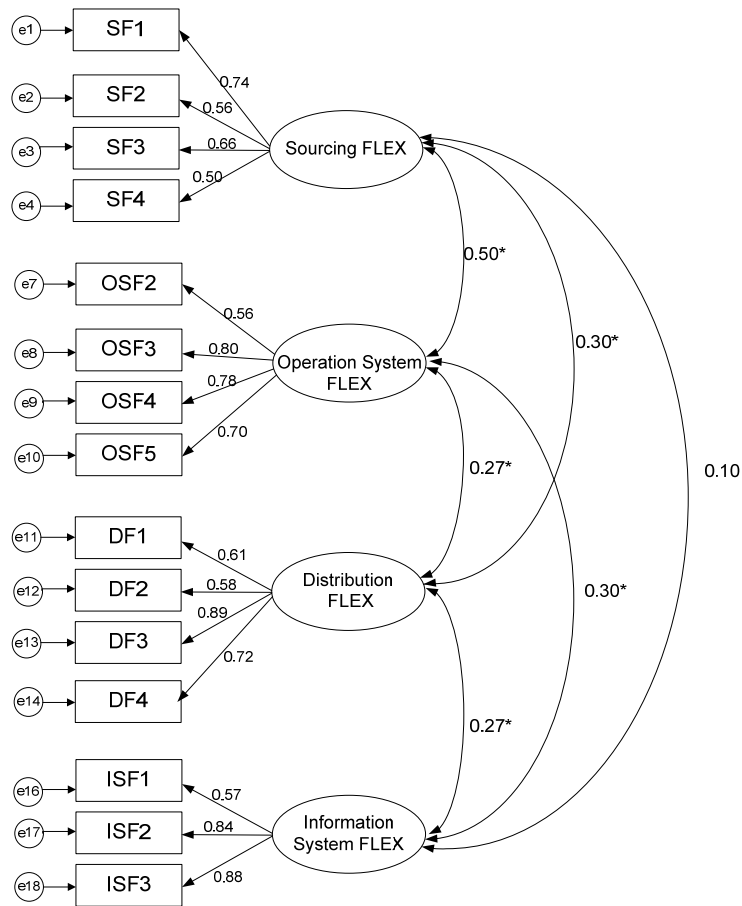 e1
SF1
0.74
e2
SF2
0.56
e3
SF3
0.66
Sourcing FLEX
e4
SF4
0.50
0.50*
e7
OSF2
0.56
0.30*
e8
OSF3
0.80
Operation System
FLEX
e9
OSF4
0.78
e10
OSF5
0.70
0.27*
0.10
e11
DF1
0.61
e12
DF2
0.58
Distribution
FLEX
0.30*
e13
DF3
0.89
e14
DF4
0.72
0.27*
e16
ISF1
0.57
e17
ISF2
0.84
Information
System FLEX
e18
ISF3
0.88